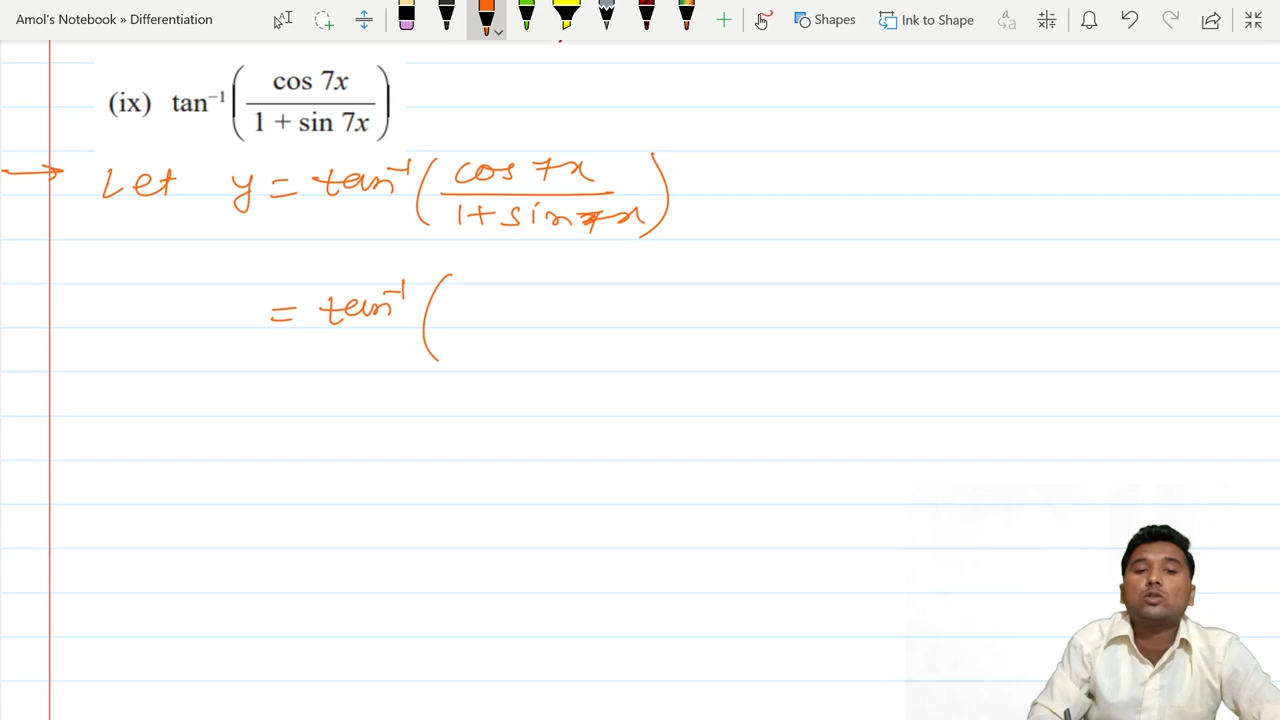 Amol's Notebook » Differentiation
Shapes
Ink to Shape
(ix) tan⁻¹ ( cos 7x / 1 + sin 7x )
Let y = tan⁻¹ ( cos 7x / 1 + sin 7x )
= tan⁻¹ (